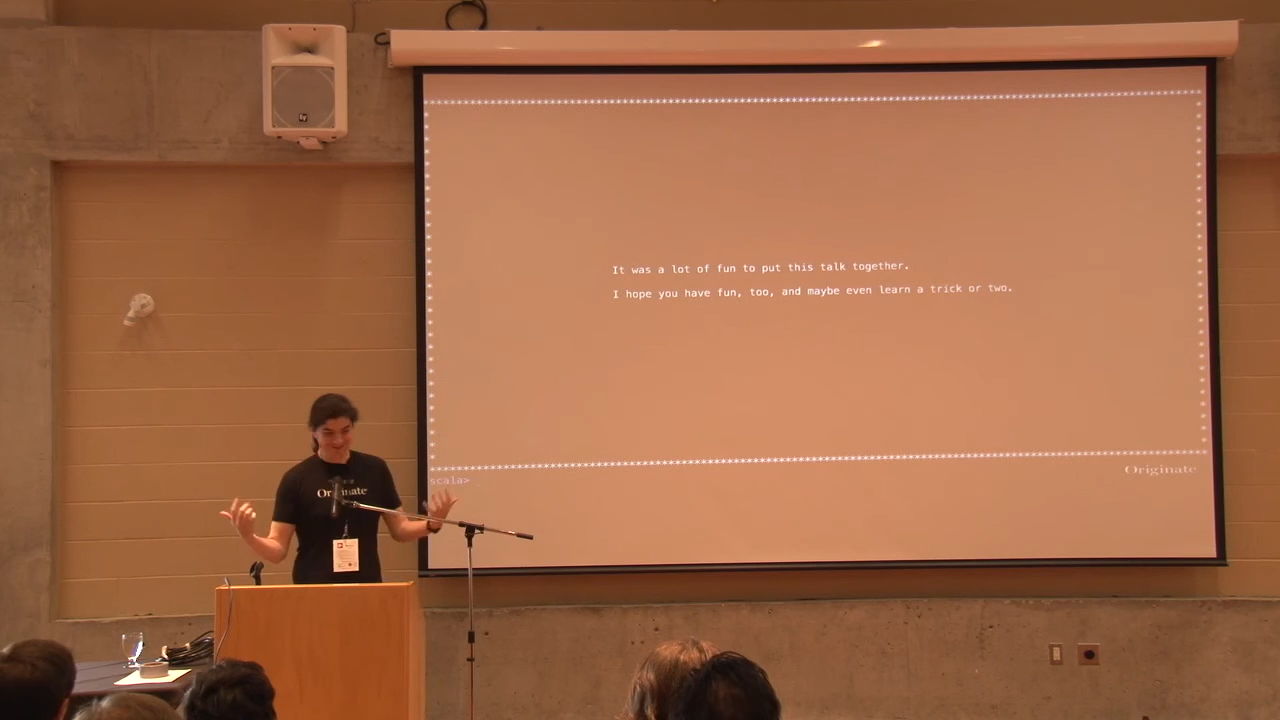 It was a lot of fun to put this talk together.
I hope you have fun, too, and maybe even learn a trick or two.
Originate
scala>
Originate